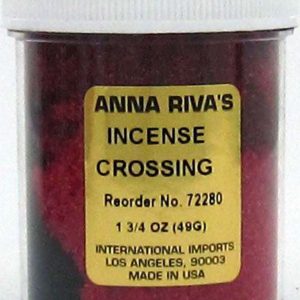 ANNA RIVA'S
INCENSE
CROSSING
Reorder No. 72280
1 3/4 OZ (49G)
INTERNATIONAL IMPORTS
LOS ANGELES, 90003
MADE IN USA